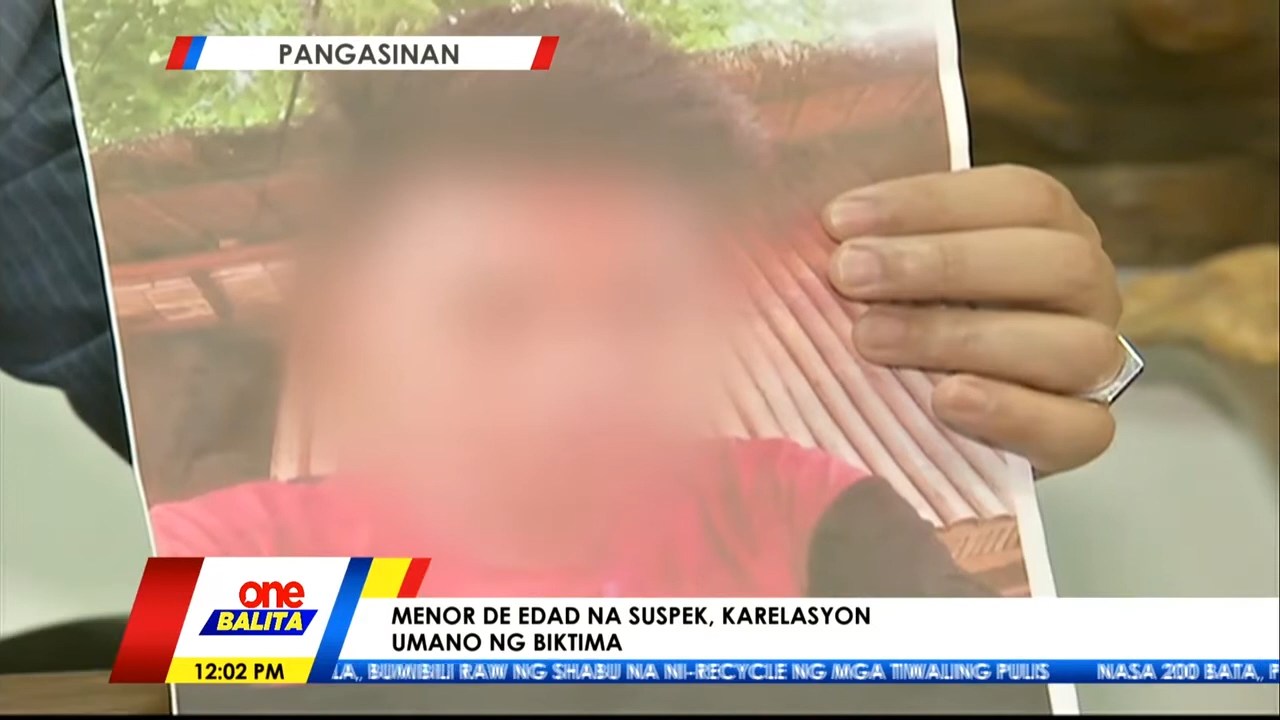 PANGASINAN
one
BALITA
MENOR DE EDAD NA SUSPEK, KARELASYON
UMANO NG BIKTIMA
12:02 PM
LA, BUMIBILI RAW NG SHABU NA NI-RECYCLE NG MGA TIWALING PULIS NASA 200 BATA,